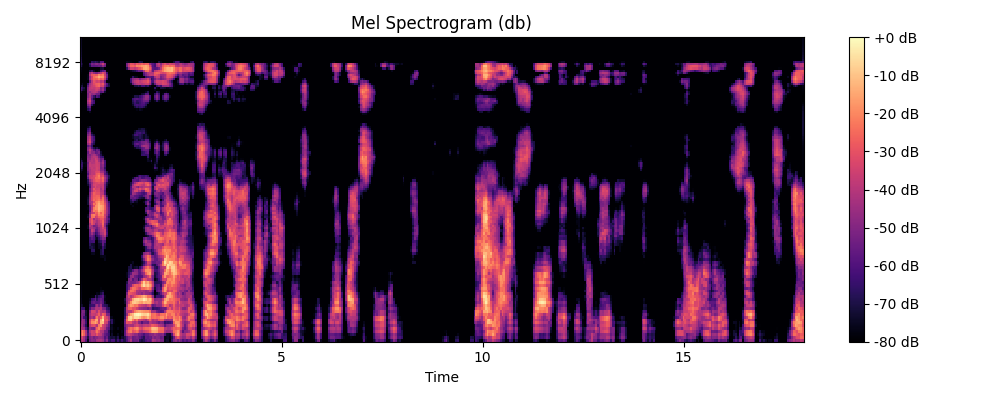 Mel Spectrogram (db)
8192
4096
2048
1024
512
0
Hz
0 5 10 15
Time
+0 dB
-10 dB
-20 dB
-30 dB
-40 dB
-50 dB
-60 dB
-70 dB
-80 dB